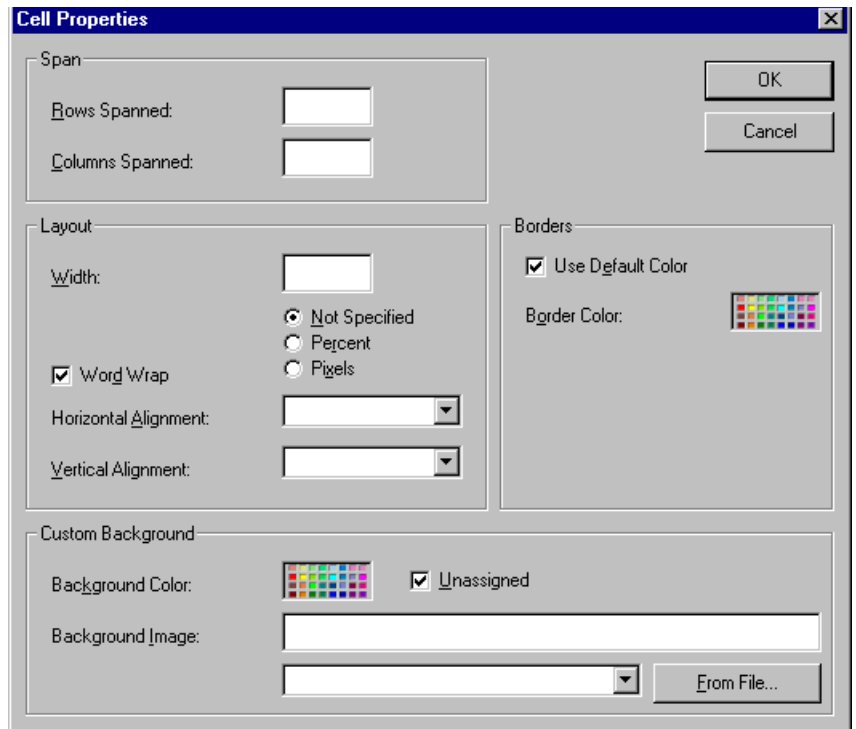 Cell Properties
Span
Rows Spanned:
Columns Spanned:
OK
Cancel
Layout
Width:
Not Specified
Percent
Pixels
Word Wrap
Horizontal Alignment:
Vertical Alignment:
Borders
Use Default Color
Border Color:
Custom Background
Background Color:
Unassigned
Background Image:
From File...